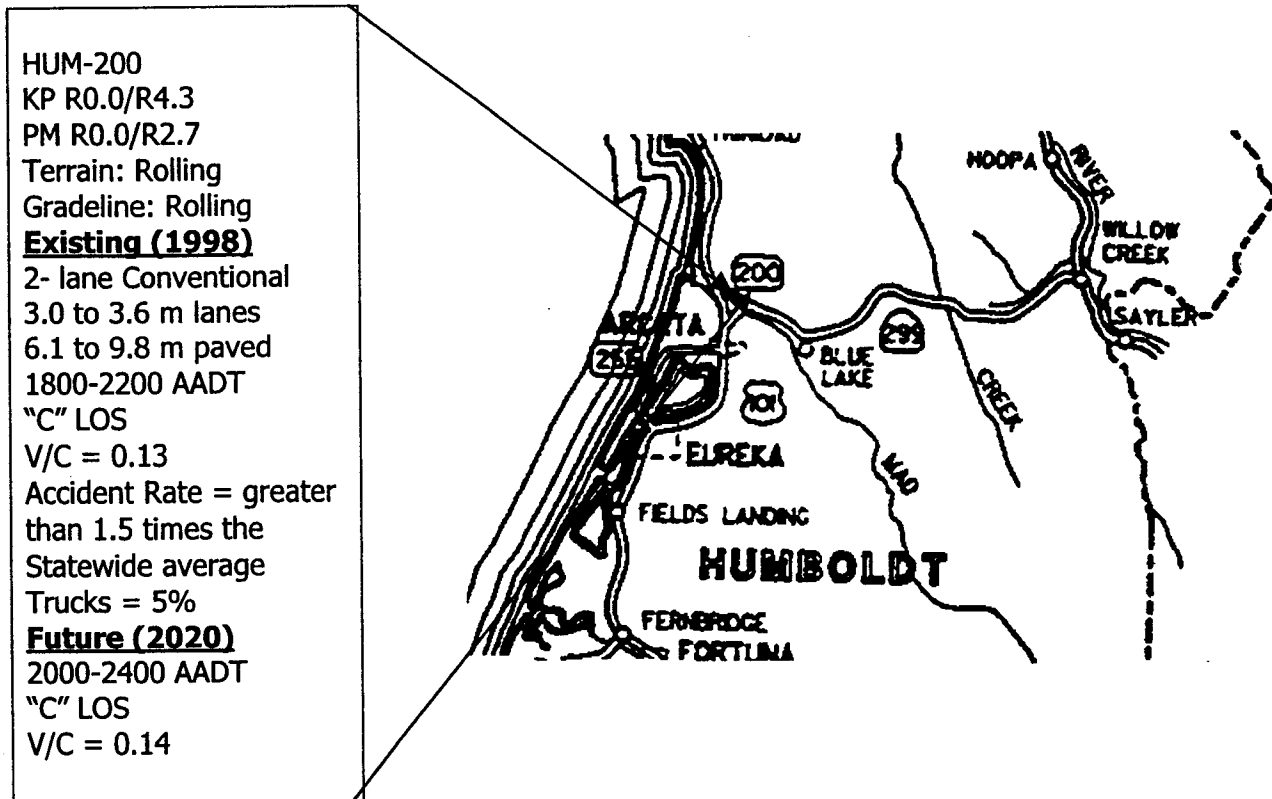 HUM-200
KP R0.0/R4.3
PM R0.0/R2.7
Terrain: Rolling
Gradeline: Rolling
Existing (1998)
2- lane Conventional
3.0 to 3.6 m lanes
6.1 to 9.8 m paved
1800-2200 AADT
"C" LOS
V/C = 0.13
Accident Rate = greater
than 1.5 times the
Statewide average
Trucks = 5%
Future (2020)
2000-2400 AADT
"C" LOS
V/C = 0.14
TRINIDAD
HOOPA
RIVER
WILLOW
CREEK
200
SAYLER
ARCATA
255
299
BLUE
LAKE
101
CREEK
EUREKA
MAD
FIELDS LANDING
HUMBOLDT
FERNBRIDGE
FORTUNA